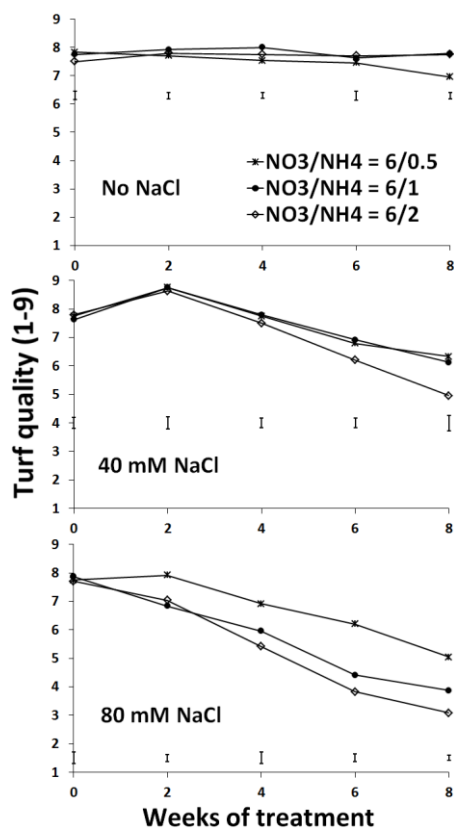 Turf quality (1-9)
9
8
7
6
5
4
3
2
1
NO3/NH4 = 6/0.5
NO3/NH4 = 6/1
NO3/NH4 = 6/2
No NaCl
0 2 4 6 8
9
8
7
6
5
4
3
2
1
40 mM NaCl
0 2 4 6 8
9
8
7
6
5
4
3
2
1
80 mM NaCl
0 2 4 6 8
Weeks of treatment